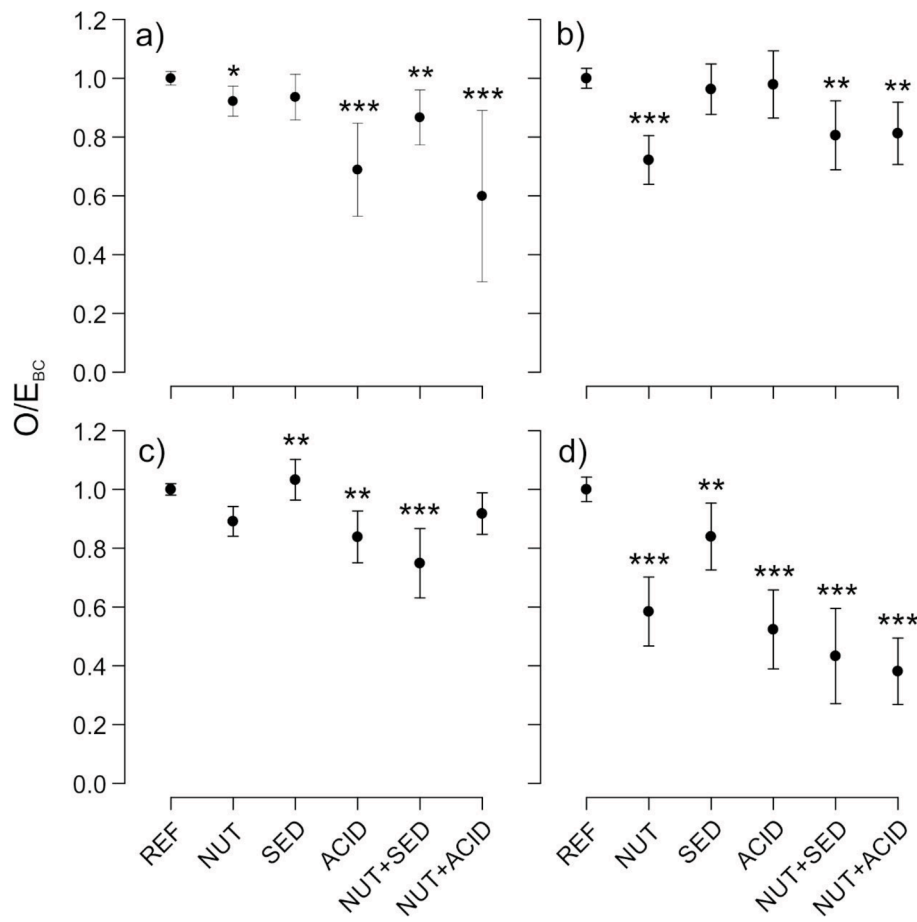 a)
1.2
1.0
0.8
0.6
0.4
0.2
0.0
*
***
**
***
b)
***
**
**
O/E_BC
c)
1.2
1.0
0.8
0.6
0.4
0.2
0.0
**
**
***
d)
***
**
***
***
***
REF
NUT
SED
ACID
NUT+SED
NUT+ACID
REF
NUT
SED
ACID
NUT+SED
NUT+ACID